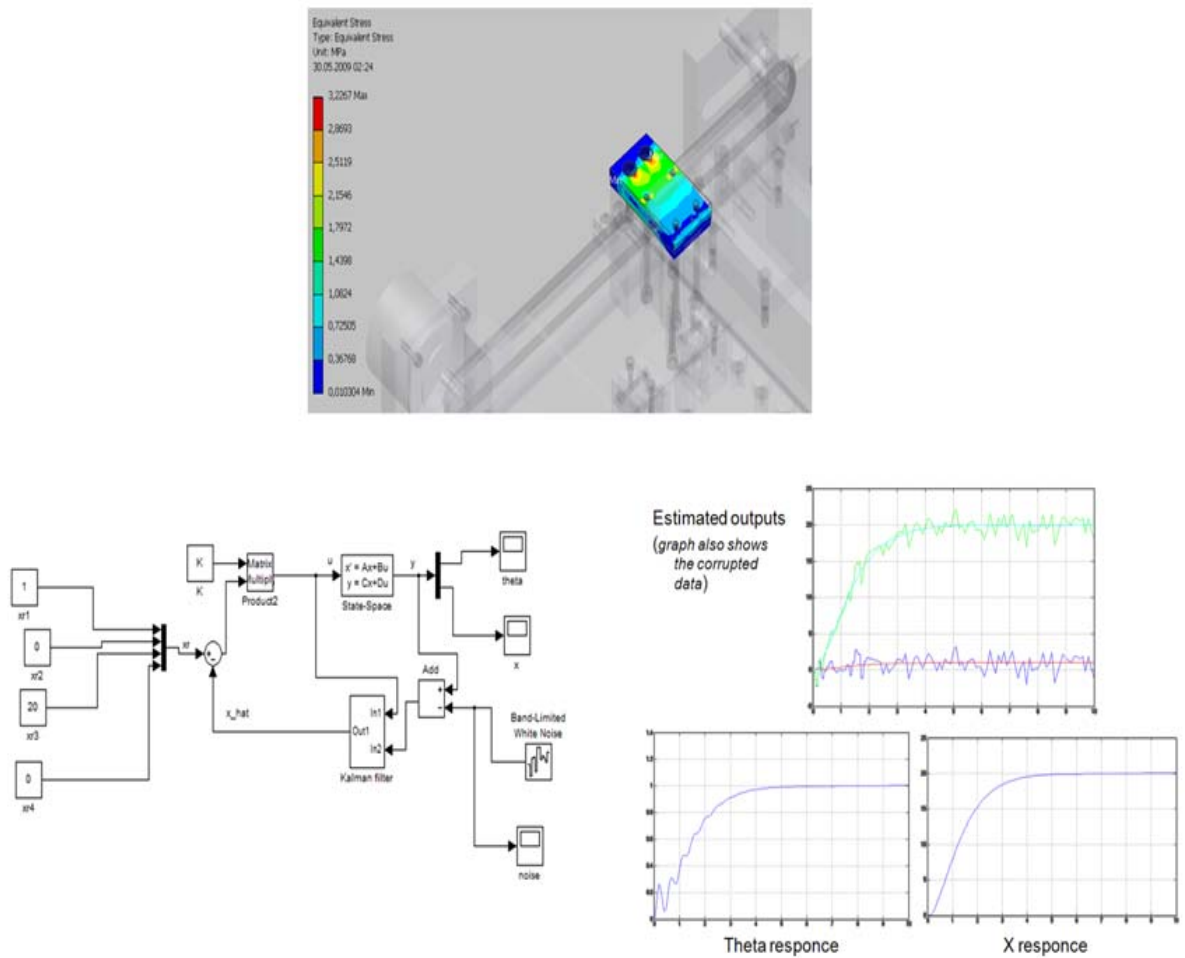 Equivalent Stress
Type: Equivalent Stress
Unit: MPa
30.05.2009 02:24
3,2267 Max
2,8693
2,5119
2,1546
1,7972
1,4398
1,0824
0,72505
0,36768
0,010304 Min
1
xr1
0
xr2
20
xr3
0
xr4
xr
K
K
Matrix
Multipl
Product2
u
x' = Ax+Bu
y = Cx+Du
State-Space
y
theta
x
Add
x_hat
In1
Out1
In2
Kalman filter
Band-Limited
White Noise
noise
Estimated outputs
(graph also shows
the corrupted
data)
Theta responce
X responce